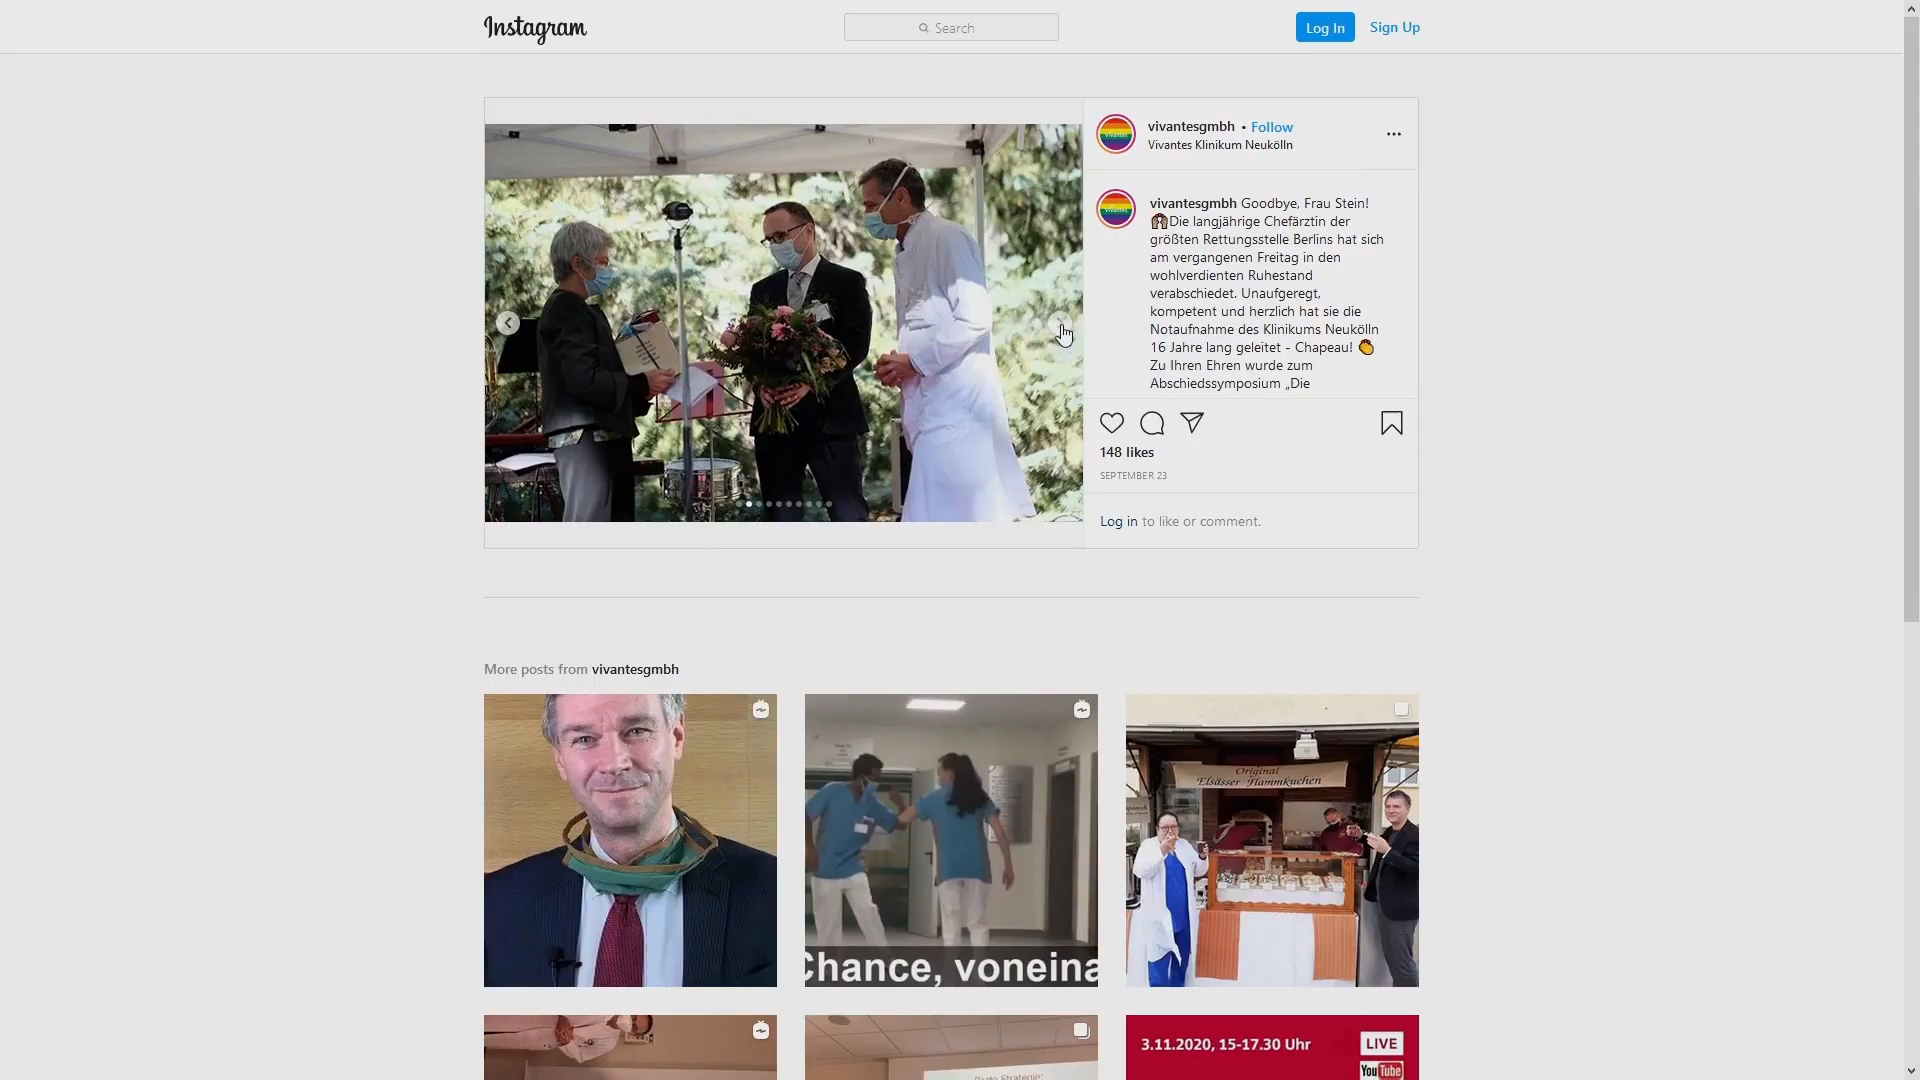 Instagram
Search
Log In
Sign Up
vivantesgmbh • Follow
Vivantes Klinikum Neukölln
vivantesgmbh Goodbye, Frau Stein!
Die langjährige Chefärztin der
größten Rettungsstelle Berlins hat sich
am vergangenen Freitag in den
wohlverdienten Ruhestand
verabschiedet. Unaufgeregt,
kompetent und herzlich hat sie die
Notaufnahme des Klinikums Neukölln
16 Jahre lang geleitet - Chapeau!
Zu Ihren Ehren wurde zum
Abschiedssymposium „Die
148 likes
SEPTEMBER 23
Log in to like or comment.
More posts from vivantesgmbh
Chance, voneina
Original
Elsässer Flammkuchen
3.11.2020, 15-17.30 Uhr
LIVE
YouTube